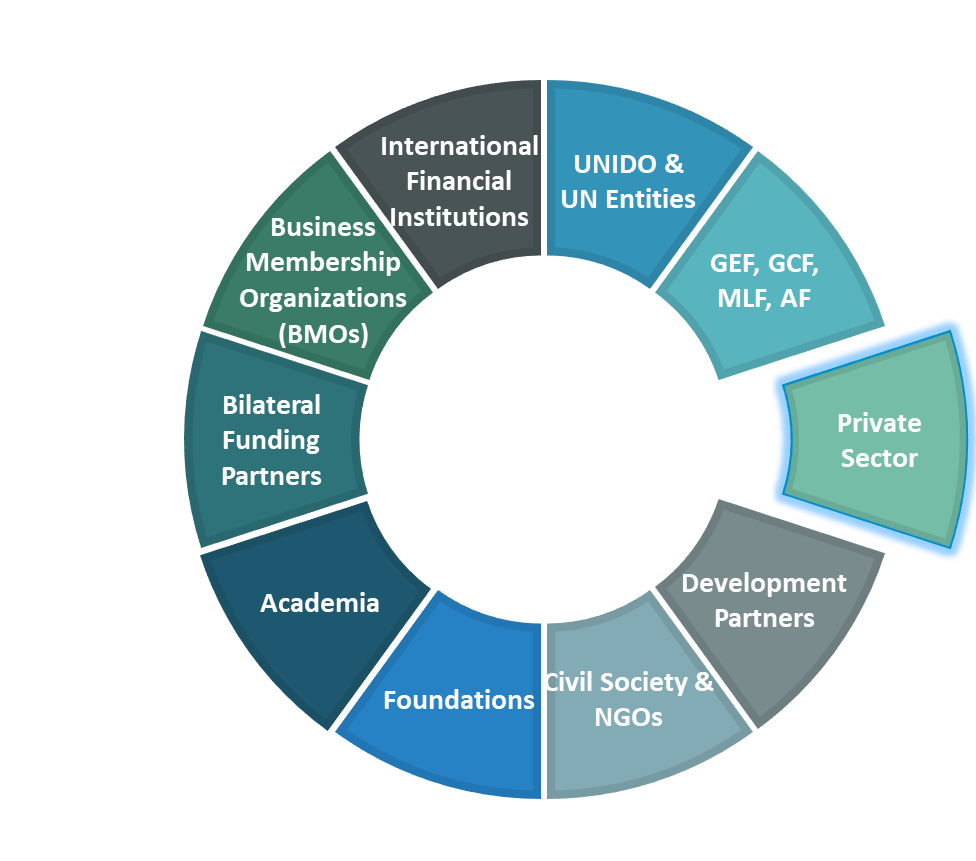 International
Financial
Institutions
UNIDO &
UN Entities
GEF, GCF,
MLF, AF
Private
Sector
Development
Partners
Civil Society &
NGOs
Foundations
Academia
Bilateral
Funding
Partners
Business
Membership
Organizations
(BMOs)